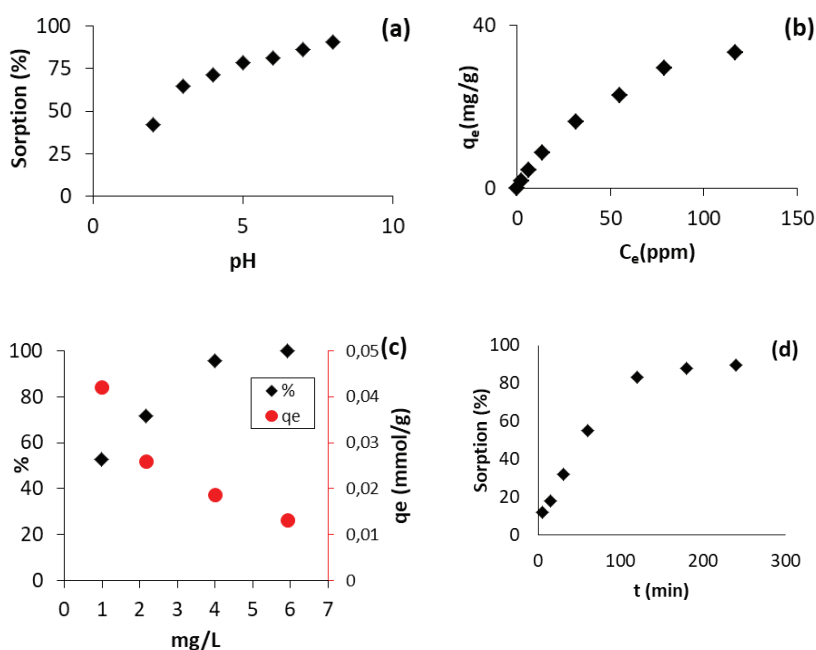 (a)
100
75
50
25
0
0 5 10
Sorption (%)
pH
(b)
40
0
0 50 100 150
qₑ(mg/g)
Cₑ(ppm)
(c)
100
80
60
40
20
0
0 1 2 3 4 5 6 7
%
mg/L
%
qe
0,05
0,04
0,03
0,02
0,01
0
qe (mmol/g)
(d)
100
80
60
40
20
0
0 100 200 300
Sorption (%)
t (min)